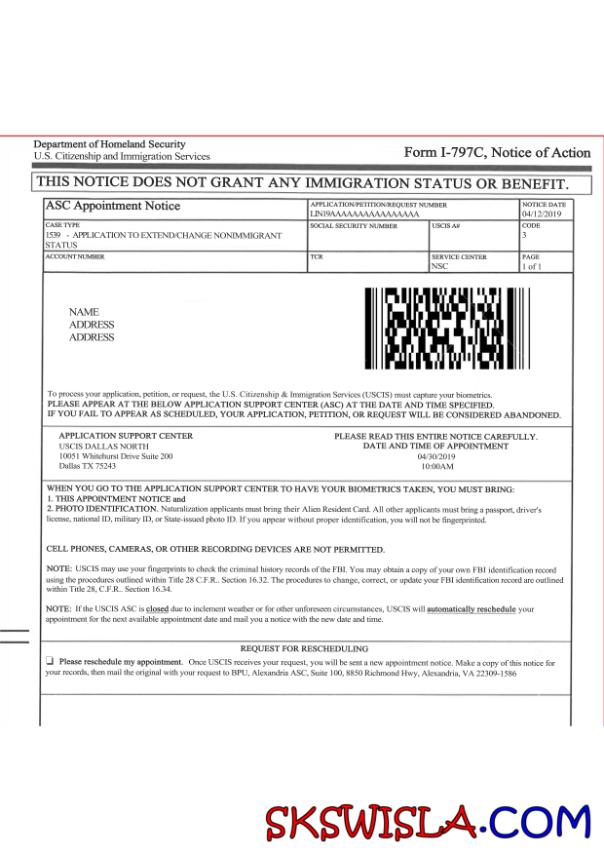 Department of Homeland Security
U.S. Citizenship and Immigration Services
Form I-797C, Notice of Action
THIS NOTICE DOES NOT GRANT ANY IMMIGRATION STATUS OR BENEFIT.
ASC Appointment Notice
APPLICATION/PETITION/REQUEST NUMBER
LIN19AAAAAAAAAAAAAAAA
NOTICE DATE
04/12/2019
CASE TYPE
1539 - APPLICATION TO EXTEND/CHANGE NONIMMIGRANT
STATUS
SOCIAL SECURITY NUMBER
USCIS A#
CODE
3
ACCOUNT NUMBER
TCR
SERVICE CENTER
NSC
PAGE
1 of 1
NAME
ADDRESS
ADDRESS
To process your application, petition, or request, the U.S. Citizenship & Immigration Services (USCIS) must capture your biometrics.
PLEASE APPEAR AT THE BELOW APPLICATION SUPPORT CENTER (ASC) AT THE DATE AND TIME SPECIFIED.
IF YOU FAIL TO APPEAR AS SCHEDULED, YOUR APPLICATION, PETITION, OR REQUEST WILL BE CONSIDERED ABANDONED.
APPLICATION SUPPORT CENTER
USCIS DALLAS NORTH
10051 Whitehurst Drive Suite 200
Dallas TX 75243
PLEASE READ THIS ENTIRE NOTICE CAREFULLY.
DATE AND TIME OF APPOINTMENT
04/30/2019
10:00AM
WHEN YOU GO TO THE APPLICATION SUPPORT CENTER TO HAVE YOUR BIOMETRICS TAKEN, YOU MUST BRING:
1. THIS APPOINTMENT NOTICE and
2. PHOTO IDENTIFICATION. Naturalization applicants must bring their Alien Resident Card. All other applicants must bring a passport, driver's
license, national ID, military ID, or State-issued photo ID. If you appear without proper identification, you will not be fingerprinted.
CELL PHONES, CAMERAS, OR OTHER RECORDING DEVICES ARE NOT PERMITTED.
NOTE: USCIS may use your fingerprints to check the criminal history records of the FBI. You may obtain a copy of your own FBI identification record
using the procedures outlined within Title 28 C.F.R.. Section 16.32. The procedures to change, correct, or update your FBI identification record are outlined
within Title 28, C.F.R.. Section 16.34.
NOTE: If the USCIS ASC is closed due to inclement weather or for other unforeseen circumstances, USCIS will automatically reschedule your
appointment for the next available appointment date and mail you a notice with the new date and time.
REQUEST FOR RESCHEDULING
Please reschedule my appointment. Once USCIS receives your request, you will be sent a new appointment notice. Make a copy of this notice for
your records, then mail the original with your request to BPU, Alexandria ASC, Suite 100, 8850 Richmond Hwy, Alexandria, VA 22309-1586
SKSWISLA.COM